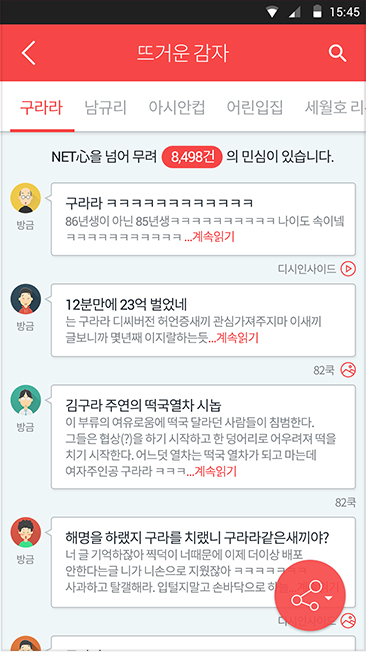 15:45
뜨거운 감자
구라라 남규리 아시안컵 어린입집 세월호 리
NET心을 넘어 무려 8,498건 의 민심이 있습니다.
구라라 ㅋㅋㅋㅋㅋㅋㅋㅋㅋㅋㅋㅋ
86년생이 아닌 85년생ㅋㅋㅋㅋㅋㅋㅋㅋㅋㅋ 나이도 속이넼
ㅋㅋㅋㅋㅋㅋㅋㅋㅋㅋㅋ ...계속읽기
방금
디시인사이드
12분만에 23억 벌었네
는 구라라 디씨버전 허언증새끼 관심가져주지마 이새끼
글보니까 몇년째 이지랄하는듯...계속읽기
방금
82쿡
김구라 주연의 떡국열차 시놉
이 부류의 여유로움에 떡국 달라던 사람들이 침범한다.
그들은 협상(?)을 하기 시작하고 한 덩어리로 어우려져 떡을
치기 시작한다. 어느덧 열차는 떡국 열차가 되고 마는데
여자주인공 구라라 ㅋㅋㅋ...계속읽기
방금
82쿡
해명을 하랬지 구라를 치랬니 구라라같은새끼야?
너 글 기억하잖아 찍덕이 너때문에 이제 더이상 배포
안한다는글 니가 니손으로 지웠잖아 ㅋㅋㅋㅋㅋㅋㅋ
사과하고 탈갤해라. 입털지말고 손바닥으로 하늘
방금
디시인사이드